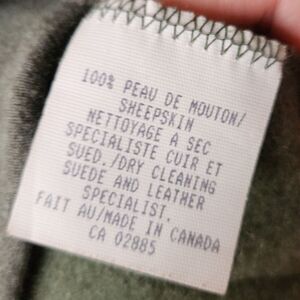 100% PEAU DE MOUTON/
SHEEPSKIN
NETTOYAGE A SEC
SPECIALISTE CUIR ET
SUED./DRY CLEANING
SUEDE AND LEATHER
SPECIALIST.
FAIT AU/MADE IN CANADA
CA 02885